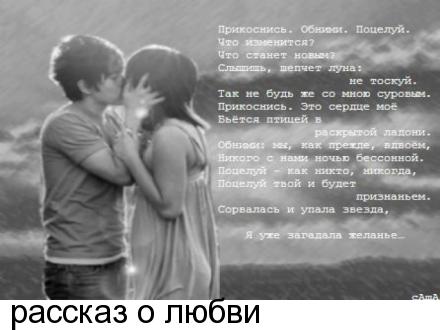 Прикоснись. Обними. Поцелуй.
Что изменится?
Что станет новым?
Слышишь, шепчет луна:
не тоскуй.
Так не будь же со мною суровым.
Прикоснись. Это сердце моё
Бьётся птицей в
раскрытой ладони.
Обними: мы, как прежде, вдвоём,
Никого с нами ночью бессонной.
Поцелуй – как никто, никогда,
Поцелуй твой и будет
признаньем.
Сорвалась и упала звезда,
Я уже загадала желанье…
cAmA
рассказ о любви